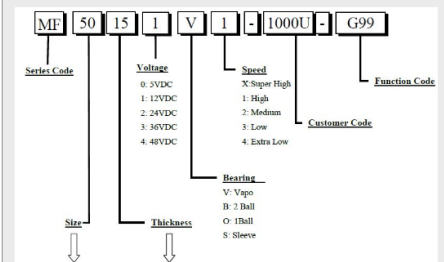 MF 50 15 1 V 1 - 1000U - G99
Series Code
Voltage
0: 5VDC
1: 12VDC
2: 24VDC
3: 36VDC
4: 48VDC
Speed
X:Super High
1: High
2: Medium
3: Low
4: Extra Low
Function Code
Customer Code
Bearing
V: Vapo
B: 2 Ball
O: 1Ball
S: Sleeve
Size
Thickness